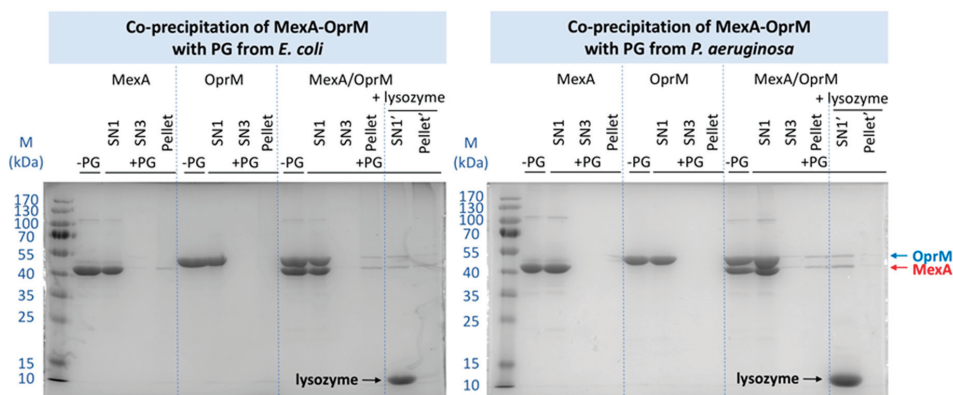 Co-precipitation of MexA-OprM
with PG from E. coli
MexA OprM MexA/OprM
+ lysozyme
SN1 SN3 Pellet SN1 SN3 Pellet SN1 SN3 Pellet SN1' Pellet'
M
(kDa)
-PG +PG -PG +PG -PG +PG
170
130
100
70
55
40
35
25
15
10
lysozyme
Co-precipitation of MexA-OprM
with PG from P. aeruginosa
MexA OprM MexA/OprM
+ lysozyme
SN1 SN3 Pellet SN1 SN3 Pellet SN1 SN3 Pellet SN1' Pellet'
M
(kDa)
-PG +PG -PG +PG -PG +PG
170
130
100
70
55
40
35
25
15
10
OprM
MexA
lysozyme